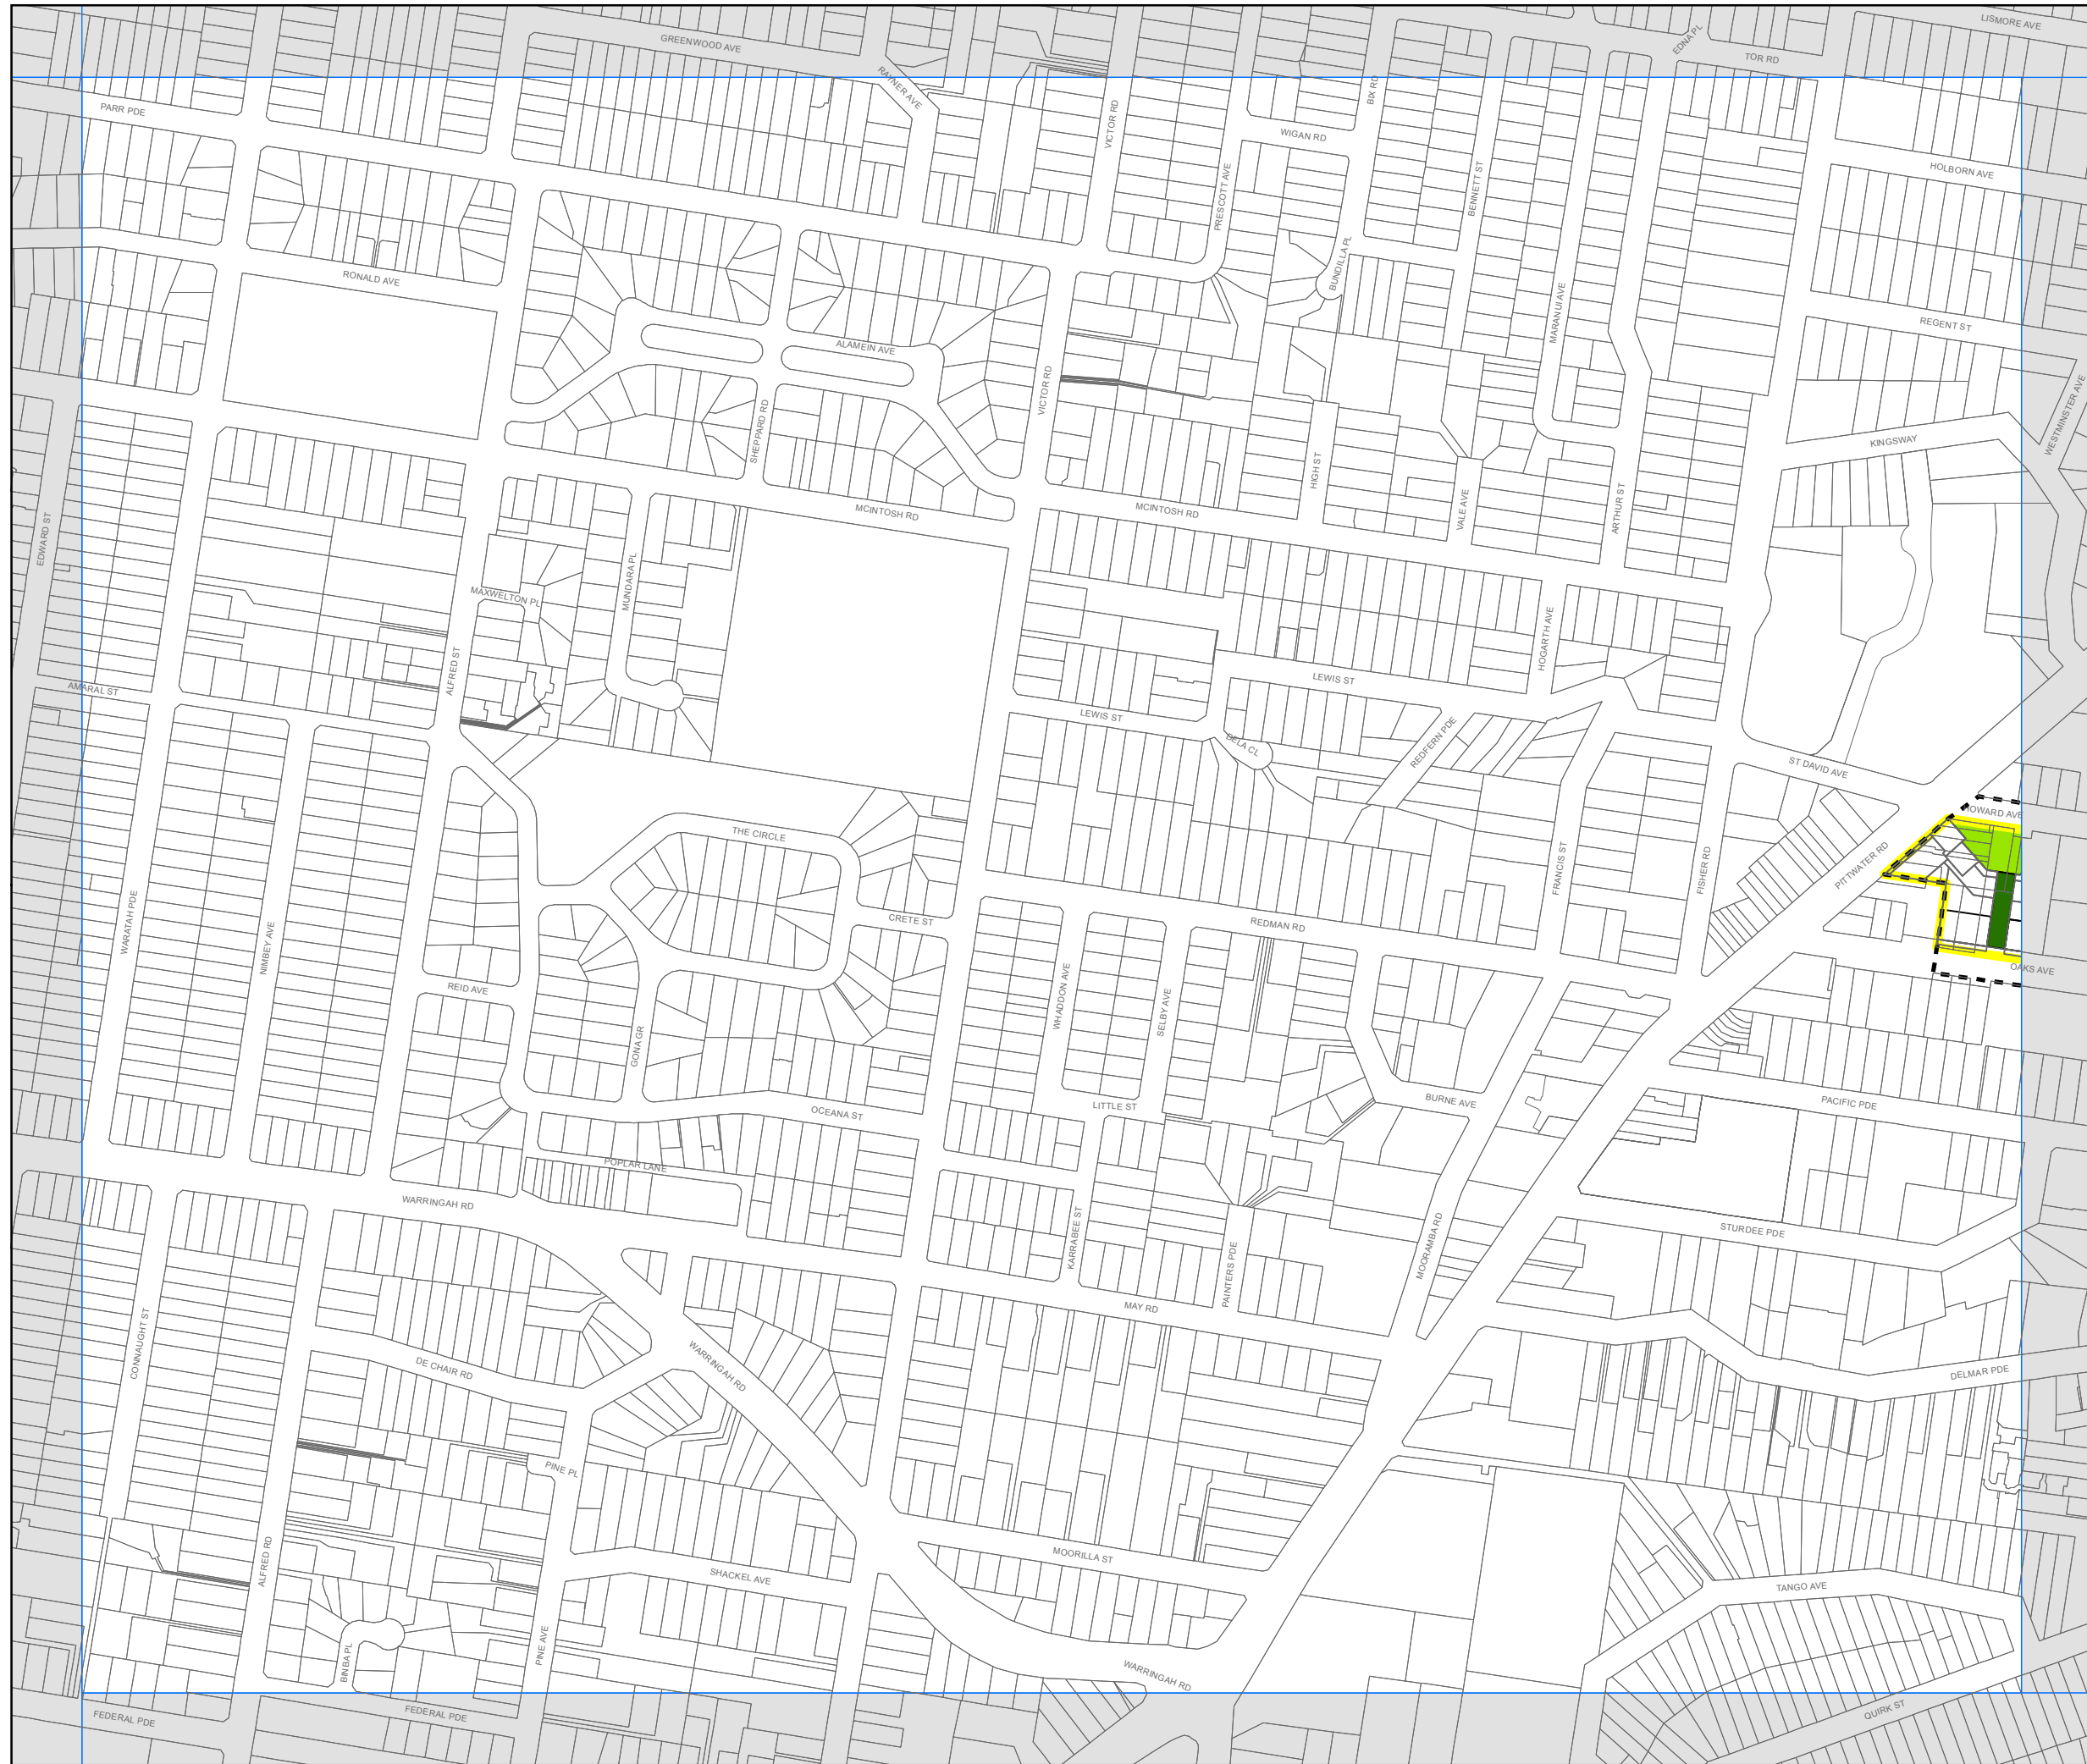 LISMORE AVE
GREENWOOD AVE
EDNA PL
TOR RD
RAYNER AVE
BIX RD
PARR PDE
VICTOR RD
WIGAN RD
HOLBORN AVE
PRESCOTT AVE
BENNETT ST
RONALD AVE
BUNDILLA PL
MARANUI AVE
REGENT ST
ALAMEIN AVE
VICTOR RD
WESTMINSTER AVE
SHEPPARD RD
KINGSWAY
HIGH ST
MCINTOSH RD
MCINTOSH RD
VALE AVE
ARTHUR ST
EDWARD ST
MUNDARA PL
MAXWELTON PL
HOGARTH AVE
ALFRED ST
AMARAL ST
LEWIS ST
LEWIS ST
DELA CL
REDFERN PDE
ST DAVID AVE
HOWARD AVE
THE CIRCLE
PITTWATER RD
FRANCIS ST
FISHER RD
WARATAH PDE
NIMBEY AVE
CRETE ST
REDMAN RD
OAKS AVE
REID AVE
WHADDON AVE
SELBY AVE
GONA GR
LITTLE ST
BURNE AVE
PACIFIC PDE
OCEANA ST
POPLAR LANE
WARRINGAH RD
KARRABEE ST
PAINTERS PDE
MOORAMBA RD
STURDEE PDE
MAY RD
CONNAUGHT ST
DE CHAIR RD
WARRINGAH RD
DELMAR PDE
PINE PL
MOORILLA ST
ALFRED RD
SHACKEL AVE
TANGO AVE
BINBA PL
PINE AVE
WARRINGAH RD
FEDERAL PDE
FEDERAL PDE
QUIRK ST